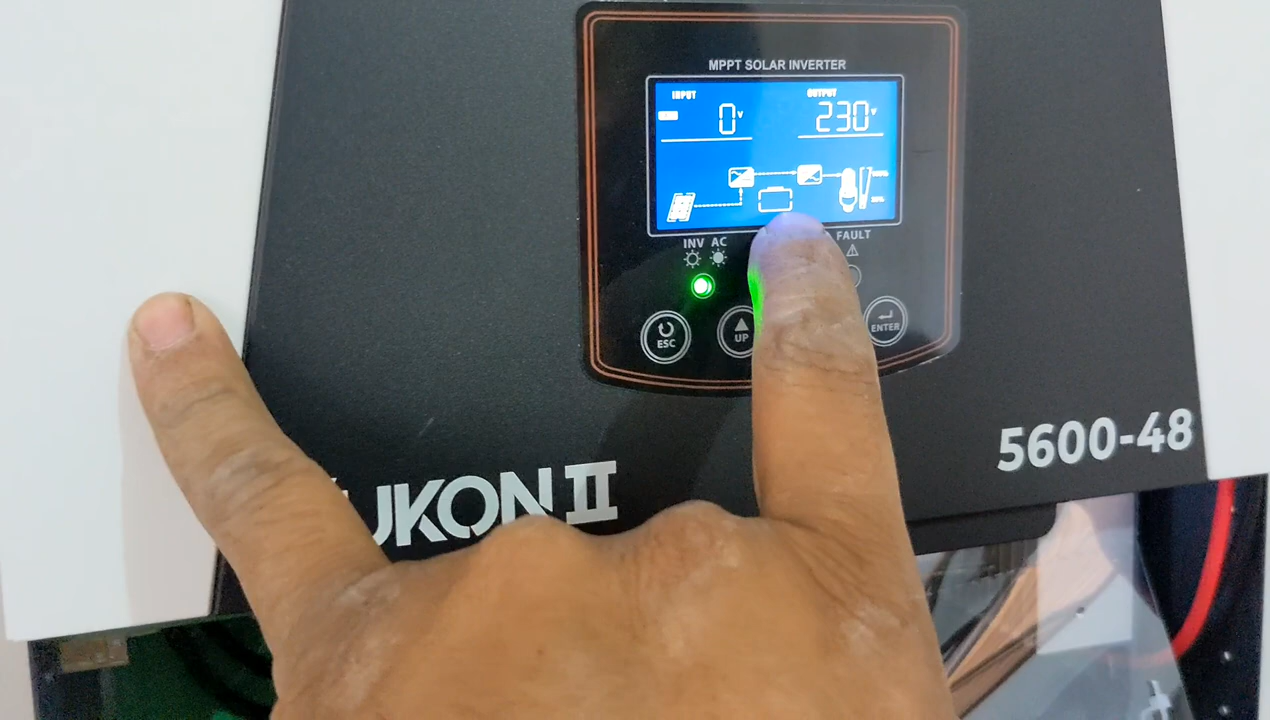 MPPT SOLAR INVERTER
INPUT OUTPUT
0V 230V
INV AC FAULT
ESC UP ENTER
5600-48
UKON II